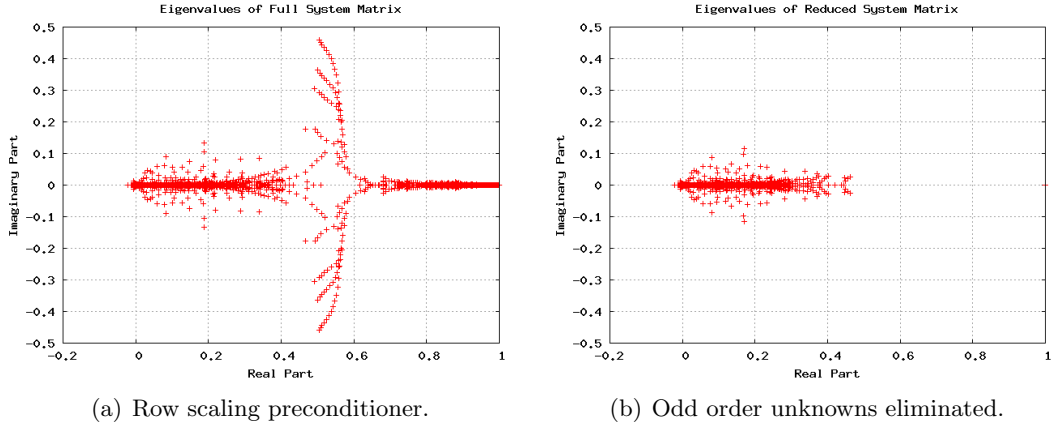 Eigenvalues of Full System Matrix
0.5
0.4
0.3
0.2
0.1
0
-0.1
-0.2
-0.3
-0.4
-0.5
Imaginary Part
-0.2 0 0.2 0.4 0.6 0.8 1
Real Part
(a) Row scaling preconditioner.
Eigenvalues of Reduced System Matrix
0.5
0.4
0.3
0.2
0.1
0
-0.1
-0.2
-0.3
-0.4
-0.5
Imaginary Part
-0.2 0 0.2 0.4 0.6 0.8 1
Real Part
(b) Odd order unknowns eliminated.